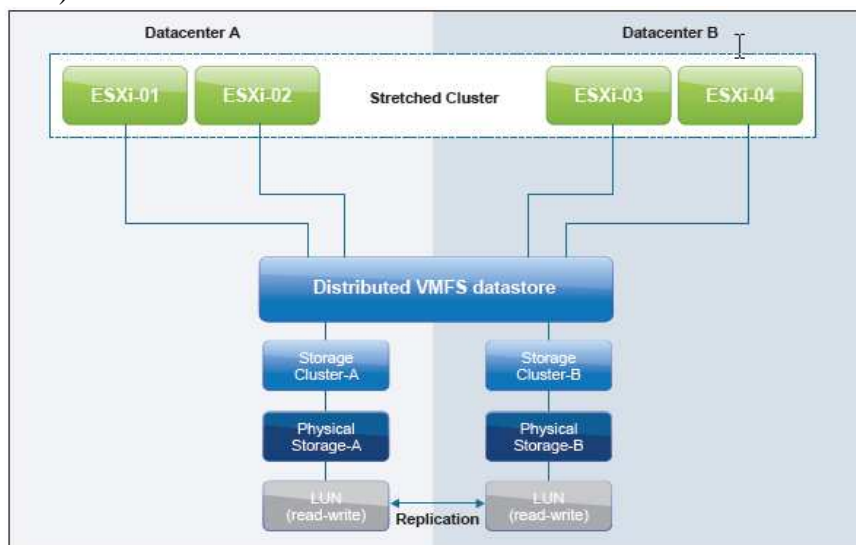 Datacenter A
Datacenter B
ESXi-01
ESXi-02
Stretched Cluster
ESXi-03
ESXi-04
Distributed VMFS datastore
Storage
Cluster-A
Storage
Cluster-B
Physical
Storage-A
Physical
Storage-B
LUN
(read-write)
Replication
LUN
(read-write)